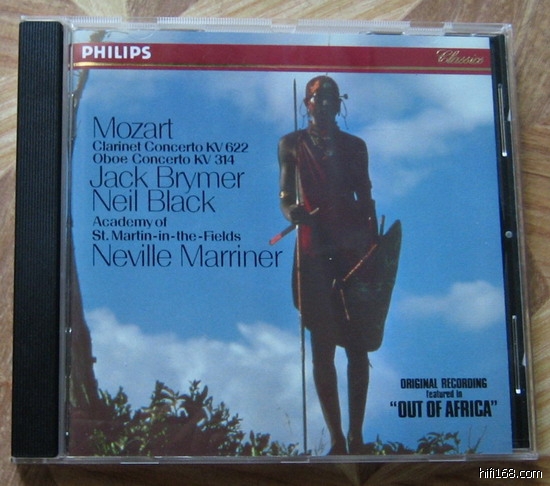 PHILIPS
Classics
Mozart
Clarinet Concerto KV 622
Oboe Concerto KV 314
Jack Brymer
Neil Black
Academy of
St. Martin-in-the-Fields
Neville Marriner
ORIGINAL RECORDING
featured in
"OUT OF AFRICA"
hifi168.com